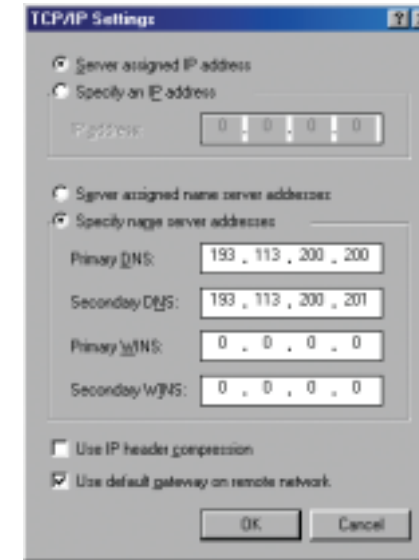 TCP/IP Settings
Server assigned IP address
Specify an IP address
IP address:
0 . 0 . 0 . 0
Server assigned name server addresses
Specify name server addresses
Primary DNS:
193 . 113 . 200 . 200
Secondary DNS:
193 . 113 . 200 . 201
Primary WINS:
0 . 0 . 0 . 0
Secondary WINS:
0 . 0 . 0 . 0
Use IP header compression
Use default gateway on remote network
OK
Cancel